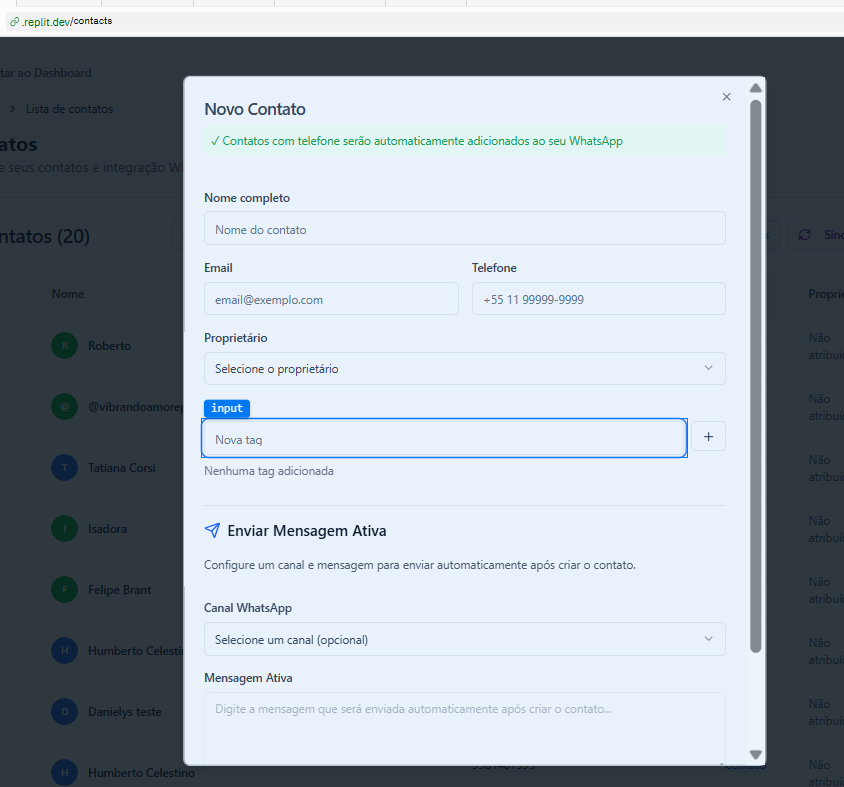 .replit.dev/contacts
tar ao Dashboard
Lista de contatos
atos
e seus contatos e integração W
ntatos (20)
Sinc
Nome
Proprie
R Roberto
Não
atribuí
@ @vibrandoamorep
Não
atribuí
T Tatiana Corsi
Não
atribuí
I Isadora
Não
atribuí
F Felipe Brant
Não
atribuí
H Humberto Celesti
Não
atribuí
D Danielys teste
Não
atribuí
H Humberto Celestino
Contato
Não
atribuí
Novo Contato
✓ Contatos com telefone serão automaticamente adicionados ao seu WhatsApp
Nome completo
Nome do contato
Email
Telefone
email@exemplo.com
+55 11 99999-9999
Proprietário
Selecione o proprietário
input
Nova tag
+
Nenhuma tag adicionada
Enviar Mensagem Ativa
Configure um canal e mensagem para enviar automaticamente após criar o contato.
Canal WhatsApp
Selecione um canal (opcional)
Mensagem Ativa
Digite a mensagem que será enviada automaticamente após criar o contato...